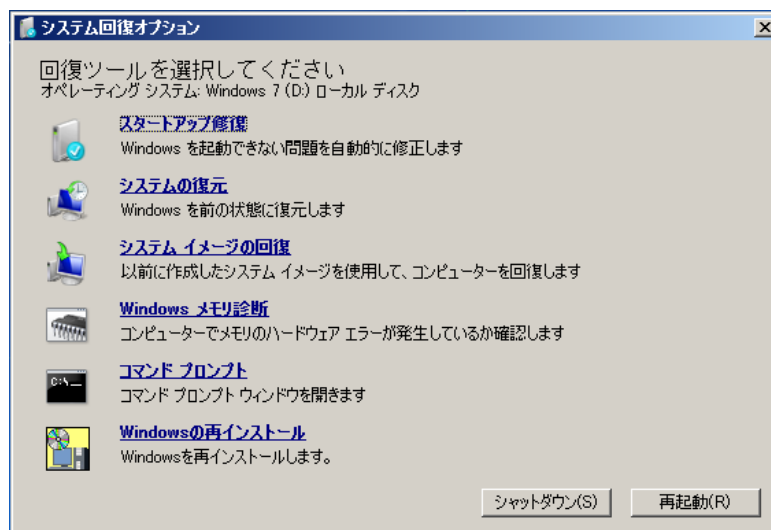 システム回復オプション
回復ツールを選択してください
オペレーティング システム: Windows 7 (D:) ローカル ディスク
スタートアップ修復
Windows を起動できない問題を自動的に修正します
システムの復元
Windows を前の状態に復元します
システム イメージの回復
以前に作成したシステム イメージを使用して、コンピューターを回復します
Windows メモリ診断
コンピューターでメモリのハードウェア エラーが発生しているか確認します
C:\_
コマンド プロンプト
コマンド プロンプト ウィンドウを開きます
Windowsの再インストール
Windowsを再インストールします。
シャットダウン(S) 再起動(R)